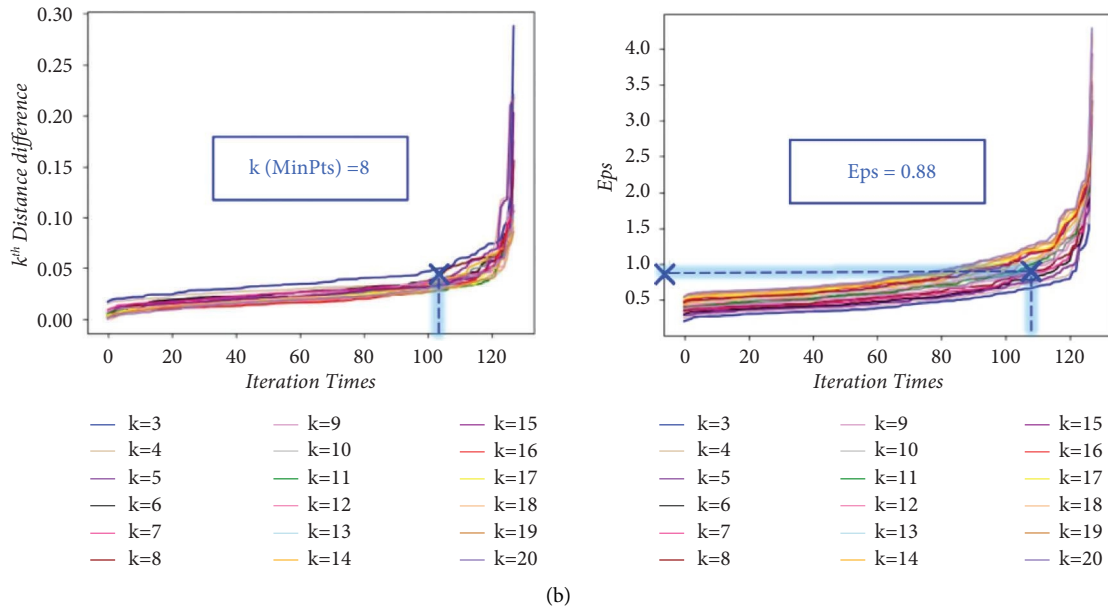 0.30
0.25
0.20
0.15
0.10
0.05
0.00
kth Distance difference
k (MinPts) =8
0 20 40 60 80 100 120
Iteration Times
k=3 k=9 k=15
k=4 k=10 k=16
k=5 k=11 k=17
k=6 k=12 k=18
k=7 k=13 k=19
k=8 k=14 k=20
4.0
3.5
3.0
2.5
2.0
1.5
1.0
0.5
Eps
Eps = 0.88
0 20 40 60 80 100 120
Iteration Times
k=3 k=9 k=15
k=4 k=10 k=16
k=5 k=11 k=17
k=6 k=12 k=18
k=7 k=13 k=19
k=8 k=14 k=20
(b)